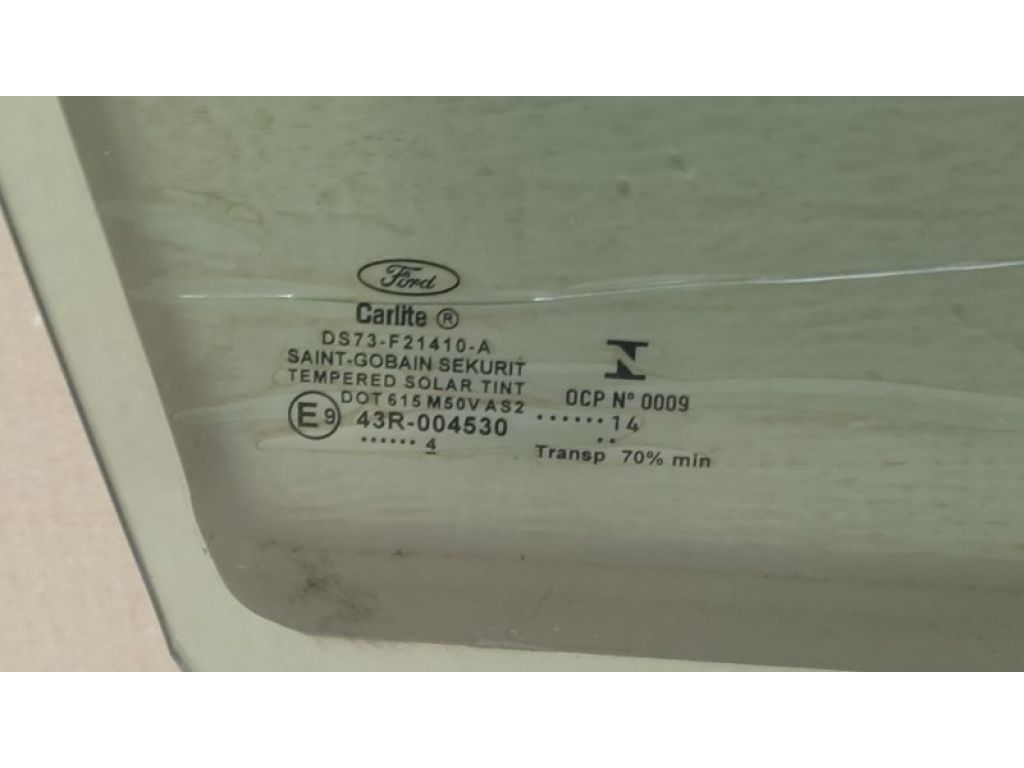 Ford
Carlite ®
DS73-F21410-A
SAINT-GOBAIN SEKURIT
TEMPERED SOLAR TINT
DOT 615 M50V AS2
E9 43R-004530
...... 4
N
OCP Nº 0009
...... 14
..
Transp 70% min